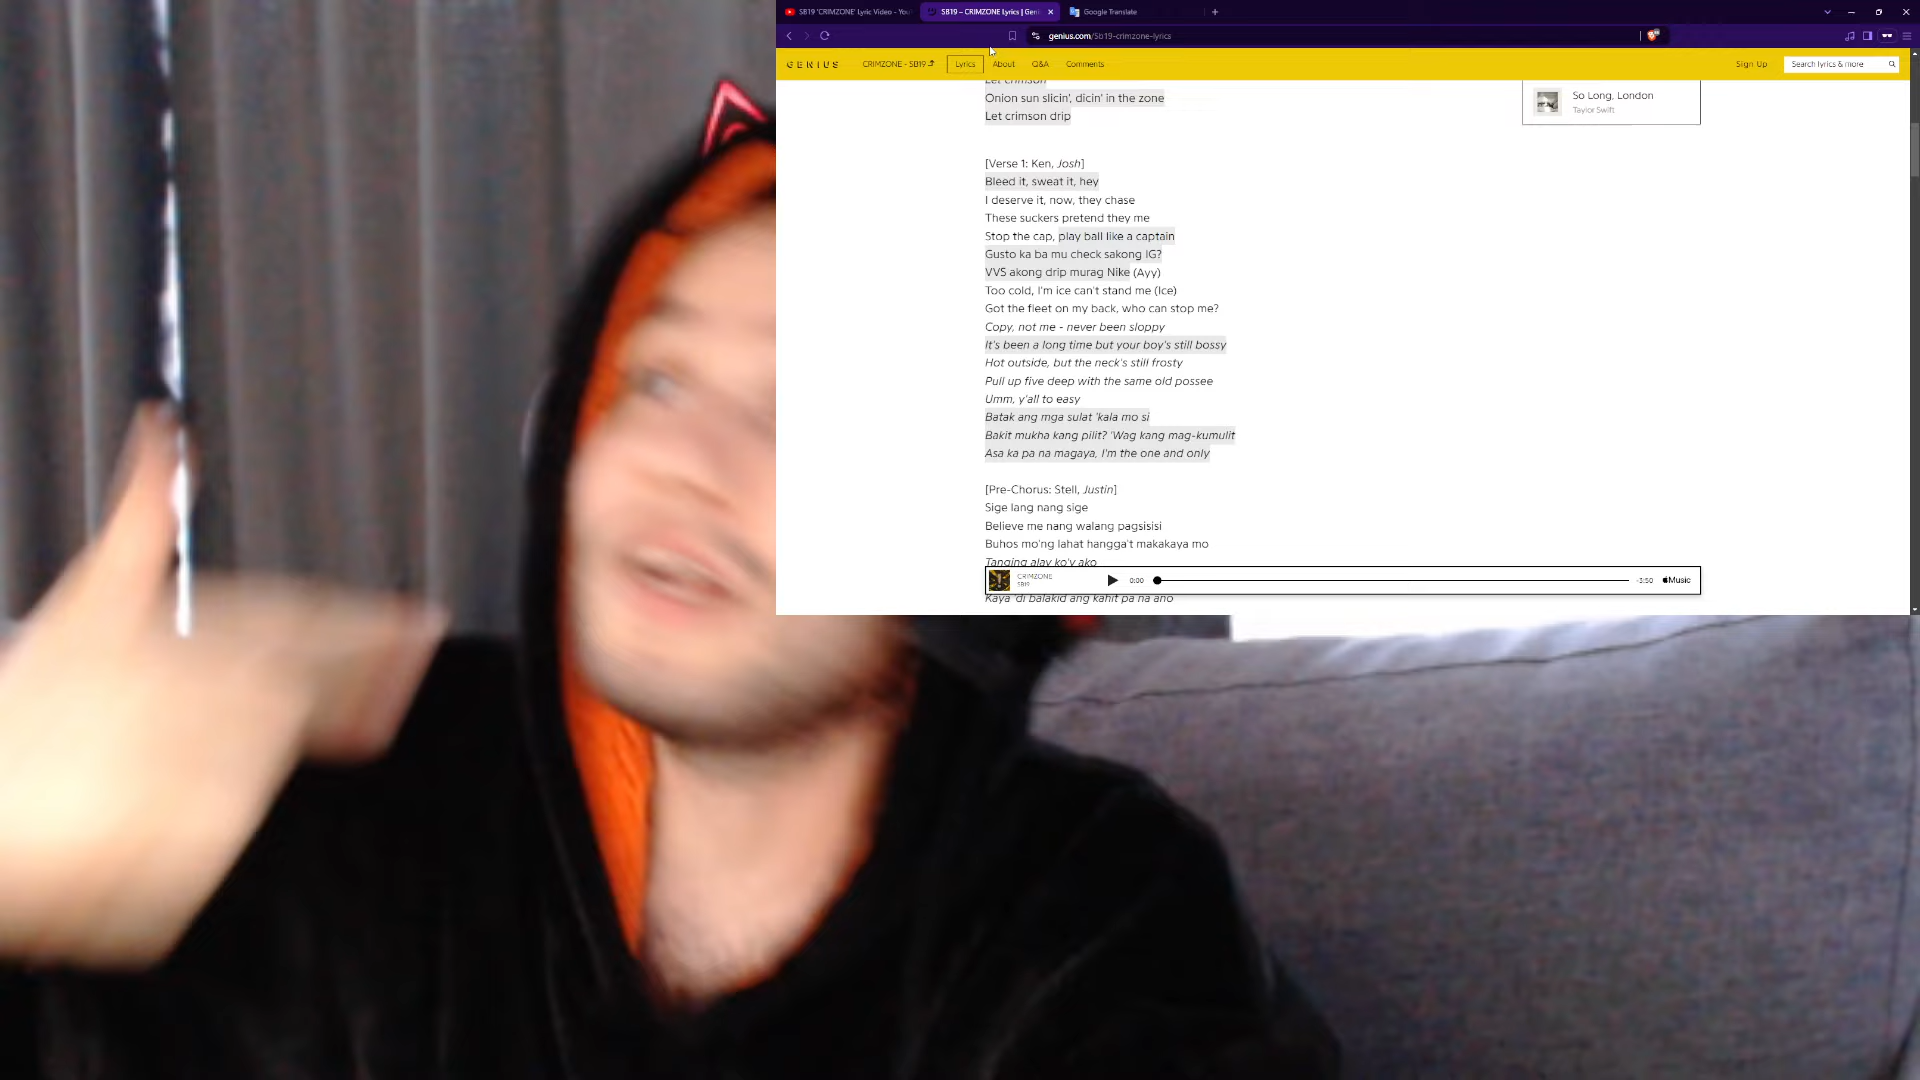 SB19 'CRIMZONE' Lyric Video - You
SB19 – CRIMZONE Lyrics | Geni
Google Translate
genius.com/Sb19-crimzone-lyrics
GENIUS
CRIMZONE - SB19
Lyrics
About
Q&A
Comments
Sign Up
Search lyrics & more
Let crimson
Onion sun slicin', dicin' in the zone
Let crimson drip
So Long, London
Taylor Swift
[Verse 1: Ken, Josh]
Bleed it, sweat it, hey
I deserve it, now, they chase
These suckers pretend they me
Stop the cap, play ball like a captain
Gusto ka ba mu check sakong IG?
VVS akong drip murag Nike (Ayy)
Too cold, I'm ice can't stand me (Ice)
Got the fleet on my back, who can stop me?
Copy, not me - never been sloppy
It's been a long time but your boy's still bossy
Hot outside, but the neck's still frosty
Pull up five deep with the same old possee
Umm, y'all to easy
Batak ang mga sulat 'kala mo si
Bakit mukha kang pilit? 'Wag kang mag-kumulit
Asa ka pa na magaya, I'm the one and only
[Pre-Chorus: Stell, Justin]
Sige lang nang sige
Believe me nang walang pagsisisi
Buhos mo'ng lahat hangga't makakaya mo
Tanging alay ko'y ako
CRIMZONE
SB19
0:00
-3:50
Music
Kaya 'di balakid ang kahit pa na ano